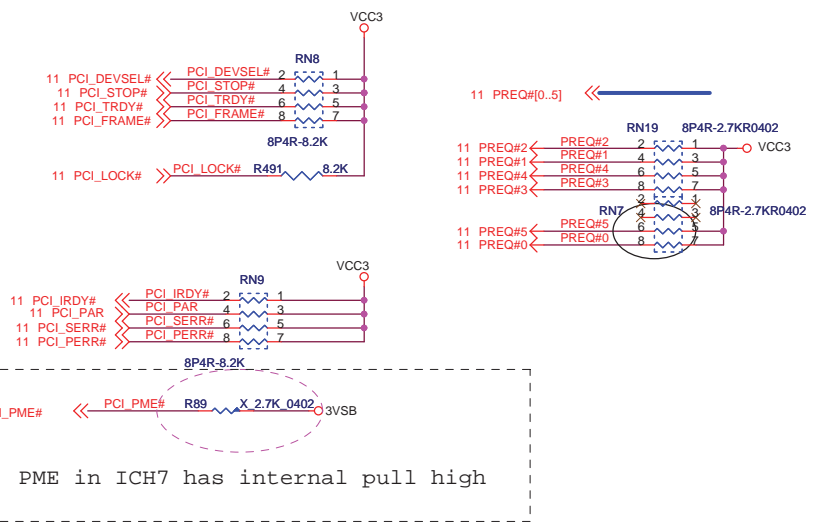 VCC3
RN8
11 PCI_DEVSEL# PCI_DEVSEL# 2 1
11 PCI_STOP# PCI_STOP# 4 3
11 PCI_TRDY# PCI_TRDY# 6 5
11 PCI_FRAME# PCI_FRAME# 8 7
8P4R-8.2K
11 PCI_LOCK# PCI_LOCK# R491 8.2K
11 PREQ#[0..5]
RN19 8P4R-2.7KR0402
11 PREQ#2 PREQ#2 2 1 VCC3
11 PREQ#1 PREQ#1 4 3
11 PREQ#4 PREQ#4 6 5
11 PREQ#3 PREQ#3 8 7
2 1
RN7 4 3 8P4R-2.7KR0402
11 PREQ#5 PREQ#5 6 5
11 PREQ#0 PREQ#0 8 7
VCC3
RN9
11 PCI_IRDY# PCI_IRDY# 2 1
11 PCI_PAR PCI_PAR 4 3
11 PCI_SERR# PCI_SERR# 6 5
11 PCI_PERR# PCI_PERR# 8 7
8P4R-8.2K
I_PME# PCI_PME# R89 X_2.7K_0402 3VSB
PME in ICH7 has internal pull high